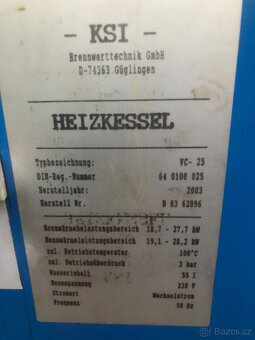 - KSI -
Brennwerttechnik GmbH
D-74363 Güglingen
HEIZKESSEL
Typbezeichnung: VC- 25
DIN-Reg.-Nummer 64 0100 025
Herstelljahr: 2003
Herstell Nr. B 03 62896
Nennwärmebelastungsbereich 18,7 - 27,7 kW
Nennwärmeleistungsbereich 19,1 - 28,2 kW
zul. Betriebstemperatur 100°C
zul. Betriebsüberdruck 3 bar
Wasserinhalt 55 l
Nennspannung 230 V
Stromart Wechselstrom
Frequenz 50 Hz
bazos.cz